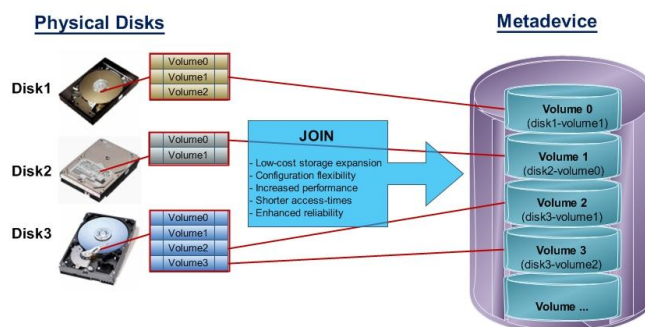 Physical Disks
Metadevice
Disk1
Volume0
Volume1
Volume2
Disk2
Volume0
Volume1
Disk3
Volume0
Volume1
Volume2
Volume3
JOIN
- Low-cost storage expansion
- Configuration flexibility
- Increased performance
- Shorter access-times
- Enhanced reliability
Volume 0
(disk1-volume1)
Volume 1
(disk2-volume0)
Volume 2
(disk3-volume1)
Volume 3
(disk3-volume2)
Volume ...